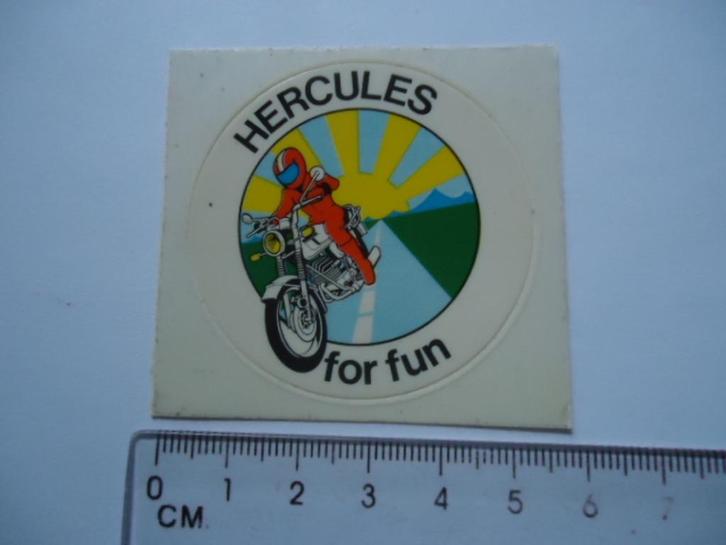 HERCULES
for fun
0 1 2 3 4 5 6 7
CM